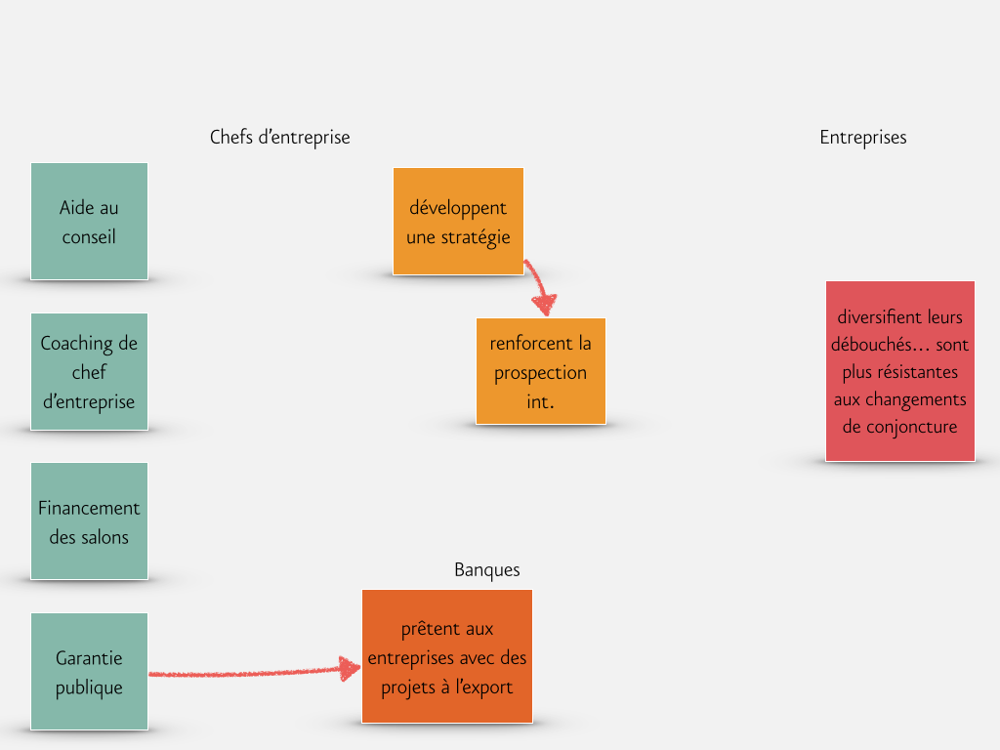 Chefs d’entreprise
Entreprises
Aide au
conseil
développent
une stratégie
diversifient leurs
débouchés… sont
plus résistantes
aux changements
de conjoncture
Coaching de
chef
d’entreprise
renforcent la
prospection
int.
Financement
des salons
Banques
Garantie
publique
prêtent aux
entreprises avec des
projets à l’export